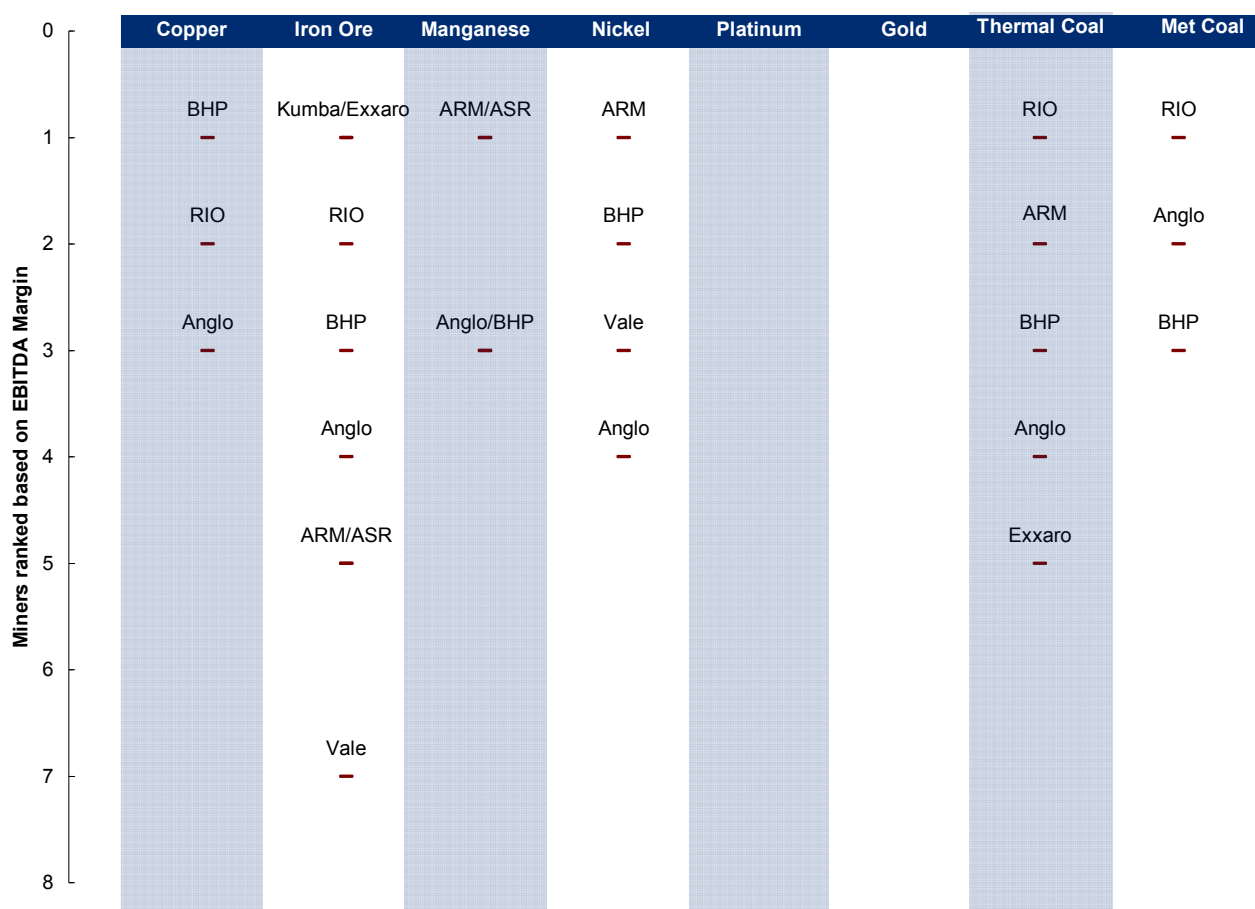 Miners ranked based on EBITDA Margin
0 Copper Iron Ore Manganese Nickel Platinum Gold Thermal Coal Met Coal
BHP Kumba/Exxaro ARM/ASR ARM RIO RIO
1
RIO RIO BHP ARM Anglo
2
Anglo BHP Anglo/BHP Vale BHP BHP
3
Anglo Anglo Anglo
4
ARM/ASR Exxaro
5
6
Vale
7
8